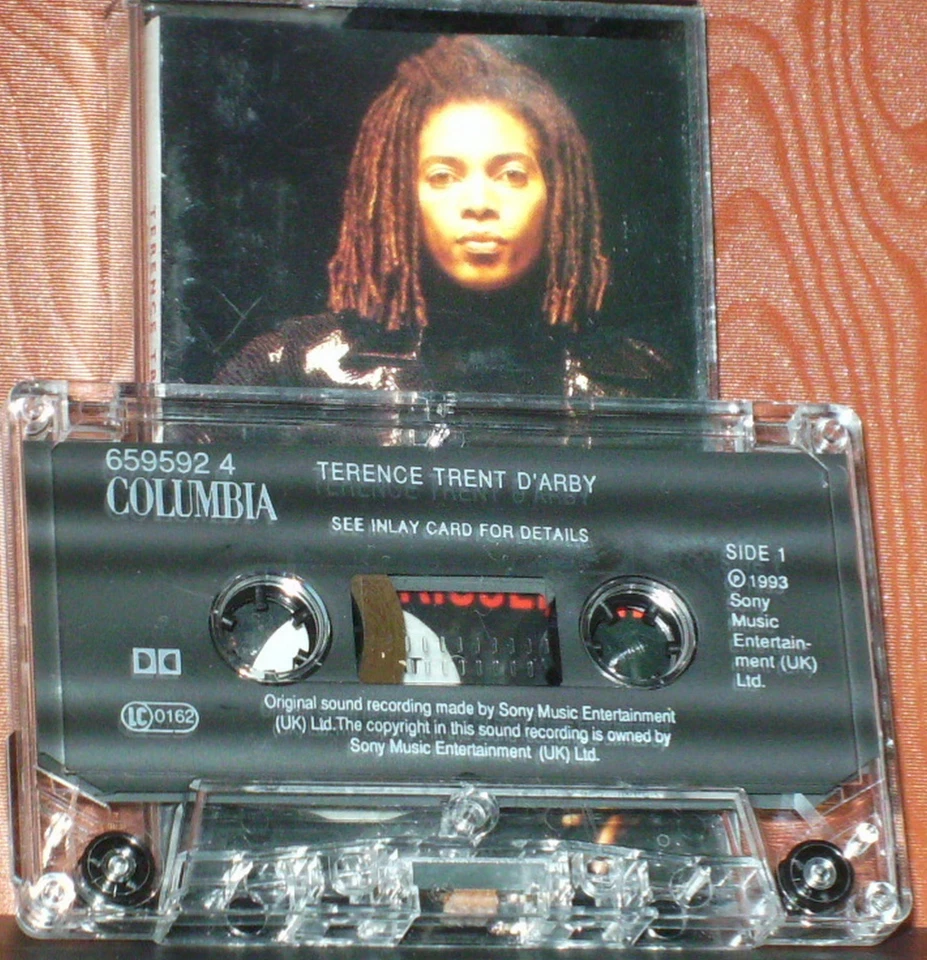 TERENCE TR
659592 4
COLUMBIA
TERENCE TRENT D'ARBY
SEE INLAY CARD FOR DETAILS
SIDE 1
℗ 1993
Sony
Music
Entertain-
ment (UK)
Ltd.
LC 0162
Original sound recording made by Sony Music Entertainment
(UK) Ltd.The copyright in this sound recording is owned by
Sony Music Entertainment (UK) Ltd.